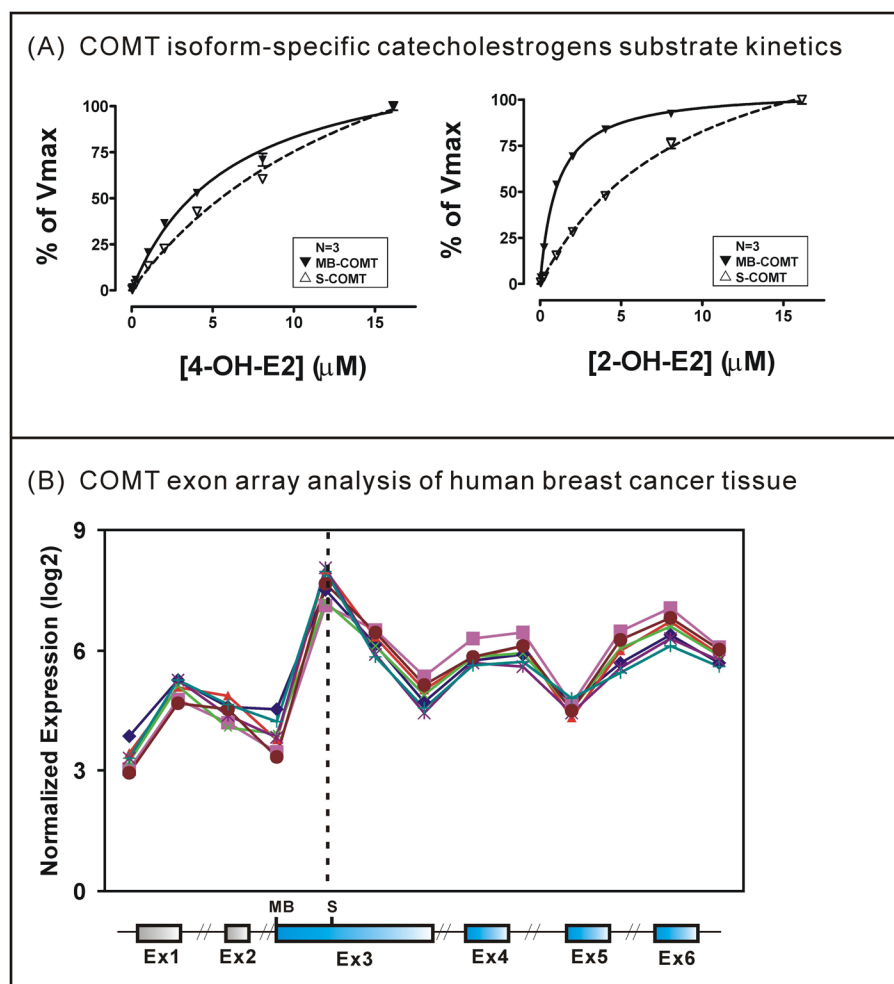 (A) COMT isoform-specific catecholestrogens substrate kinetics
% of Vmax
100
75
50
25
0
N=3
MB-COMT
S-COMT
0 5 10 15
[4-OH-E2] (μM)
% of Vmax
100
75
50
25
0
N=3
MB-COMT
S-COMT
0 5 10 15
[2-OH-E2] (μM)
(B) COMT exon array analysis of human breast cancer tissue
Normalized Expression (log2)
9
6
3
0
MB S
Ex1 Ex2 Ex3 Ex4 Ex5 Ex6